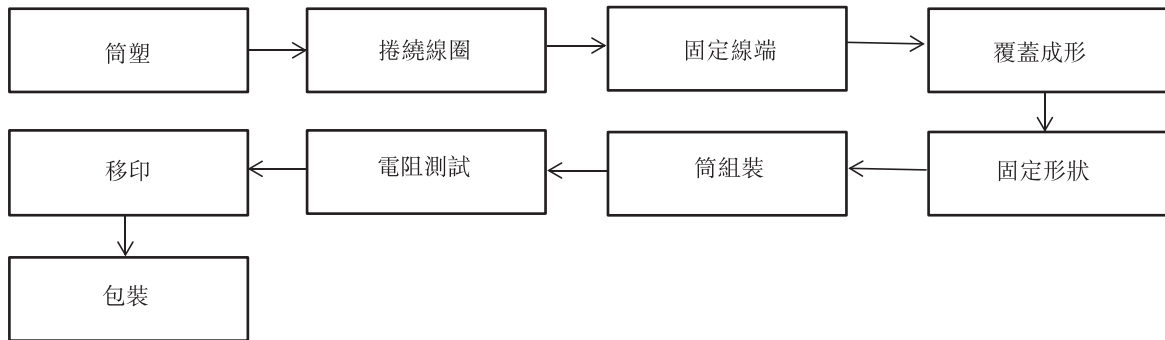 筒塑
捲繞線圈
固定線端
覆蓋成形
固定形狀
筒組裝
電阻測試
移印
包裝